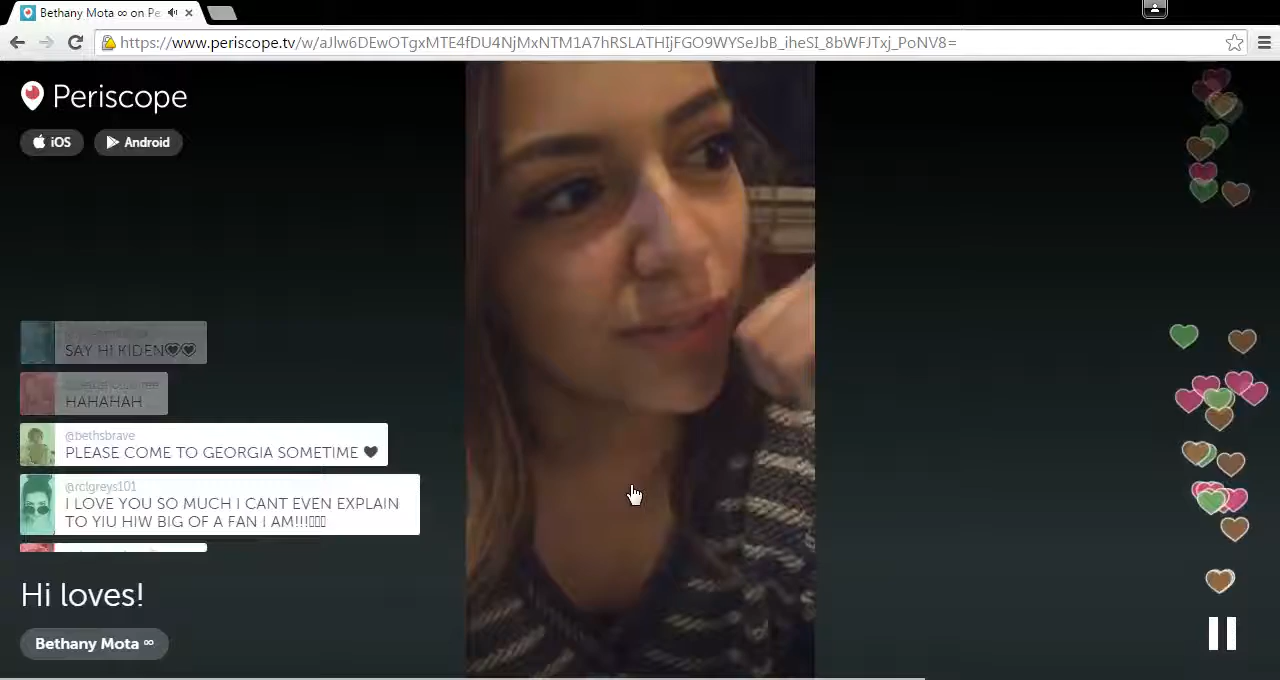 Bethany Mota ∞ on Pe
https://www.periscope.tv/w/aJlw6DEwOTgxMTE4fDU4NjMxNTM1A7hRSLATHIjFGO9WYSeJbB_iheSI_8bWFJTxj_PoNV8=
Periscope
iOS
Android
SAY HI KIDEN🖤🖤
HAHAHAH
@bethsbrave
PLEASE COME TO GEORGIA SOMETIME 🖤
@rclgreys101
I LOVE YOU SO MUCH I CANT EVEN EXPLAIN
TO YIU HIW BIG OF A FAN I AM!!!▯▯▯
Hi loves!
Bethany Mota ∞